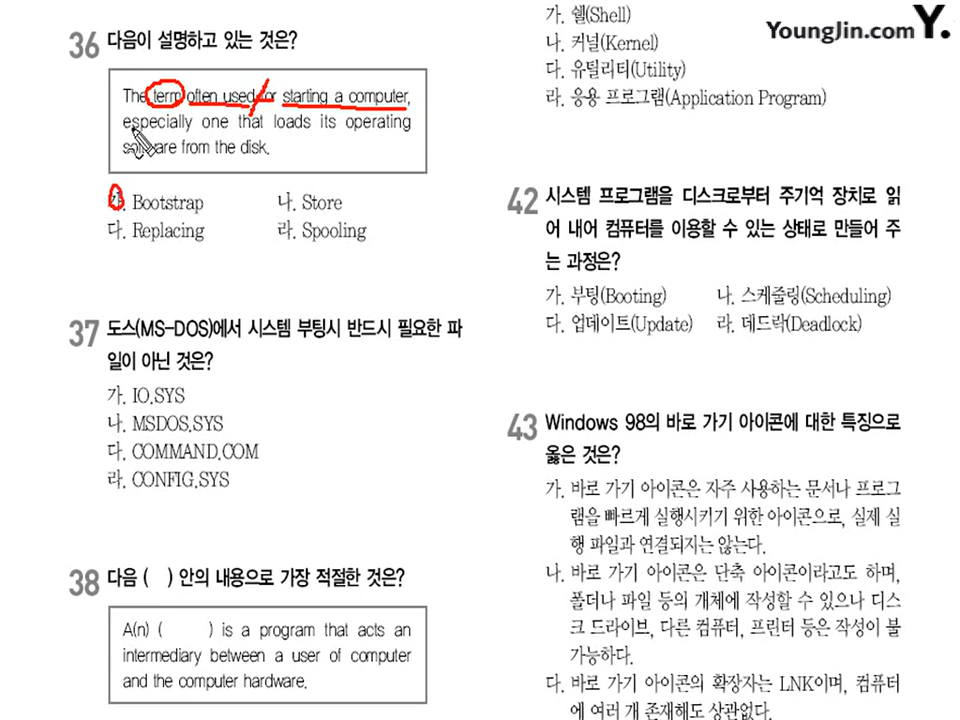 36 다음이 설명하고 있는 것은?
The term often used for starting a computer,
especially one that loads its operating
software from the disk.
가. Bootstrap 나. Store
다. Replacing 라. Spooling
37 도스(MS-DOS)에서 시스템 부팅시 반드시 필요한 파
일이 아닌 것은?
가. IO.SYS
나. MSDOS.SYS
다. COMMAND.COM
라. CONFIG.SYS
38 다음 ( ) 안의 내용으로 가장 적절한 것은?
A(n) ( ) is a program that acts an
intermediary between a user of computer
and the computer hardware.
YoungJin.com Y.
가. 쉘(Shell)
나. 커널(Kernel)
다. 유틸리터(Utility)
라. 응용 프로그램(Application Program)
42 시스템 프로그램을 디스크로부터 주기억 장치로 읽
어 내어 컴퓨터를 이용할 수 있는 상태로 만들어 주
는 과정은?
가. 부팅(Booting) 나. 스케줄링(Scheduling)
다. 업데이트(Update) 라. 데드락(Deadlock)
43 Windows 98의 바로 가기 아이콘에 대한 특징으로
옳은 것은?
가. 바로 가기 아이콘은 자주 사용하는 문서나 프로그
램을 빠르게 실행시키기 위한 아이콘으로, 실제 실
행 파일과 연결되지는 않는다.
나. 바로 가기 아이콘은 단축 아이콘이라고도 하며,
폴더나 파일 등의 개체에 작성할 수 있으나 디스
크 드라이브, 다른 컴퓨터, 프린터 등은 작성이 불
가능하다.
다. 바로 가기 아이콘의 확장자는 LNK이며, 컴퓨터
에 여러 개 존재해도 상관없다.